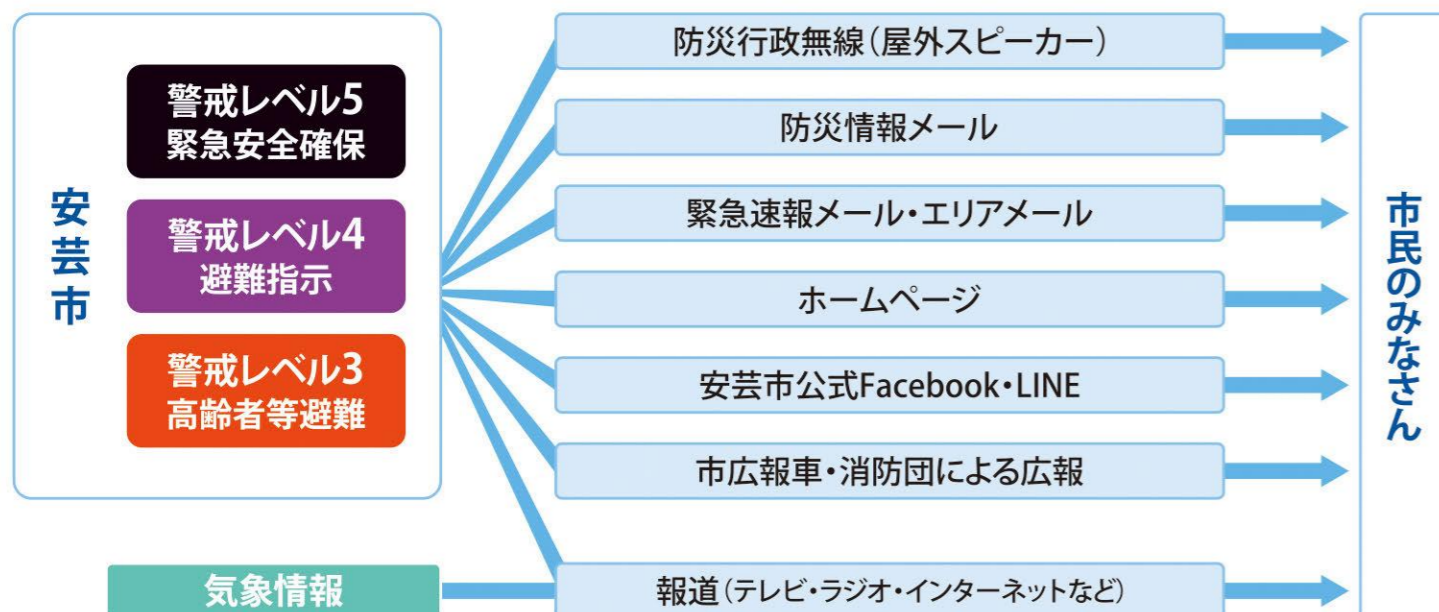 安芸市
警戒レベル5
緊急安全確保
警戒レベル4
避難指示
警戒レベル3
高齢者等避難
気象情報
防災行政無線(屋外スピーカー)
防災情報メール
緊急速報メール・エリアメール
ホームページ
安芸市公式Facebook・LINE
市広報車・消防団による広報
報道(テレビ・ラジオ・インターネットなど)
市民のみなさん